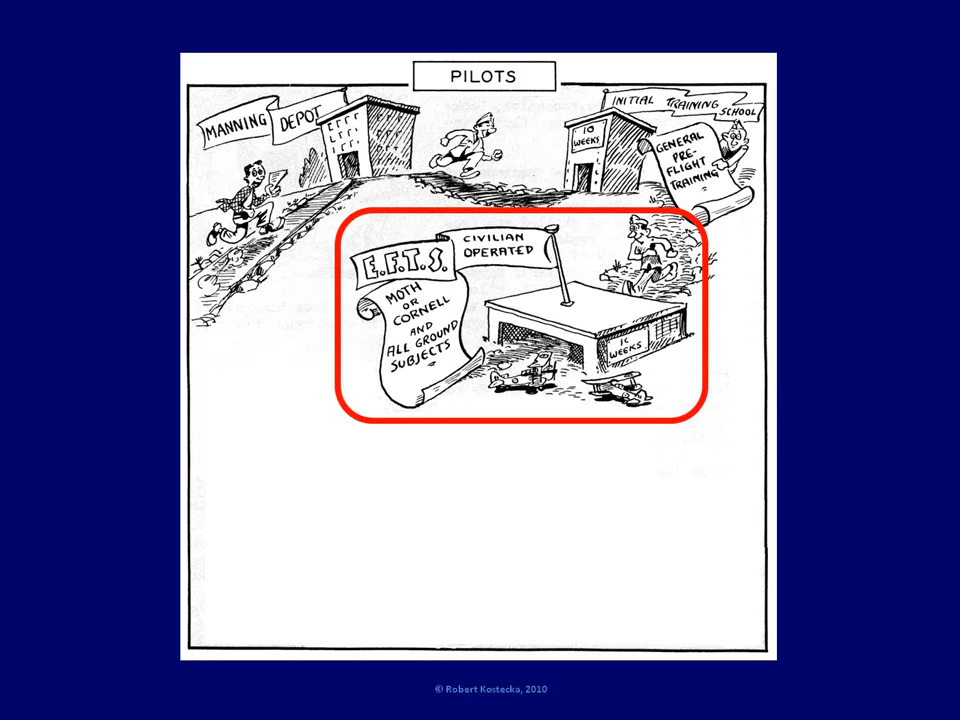 PILOTS
MANNING DEPOT
INITIAL TRAINING SCHOOL
10
WEEKS
GENERAL
PRE-
FLIGHT
TRAINING
E.F.T.S.
CIVILIAN
OPERATED
MOTH
OR
CORNELL
AND
ALL GROUND
SUBJECTS
10
WEEKS
© Robert Kostecka, 2010